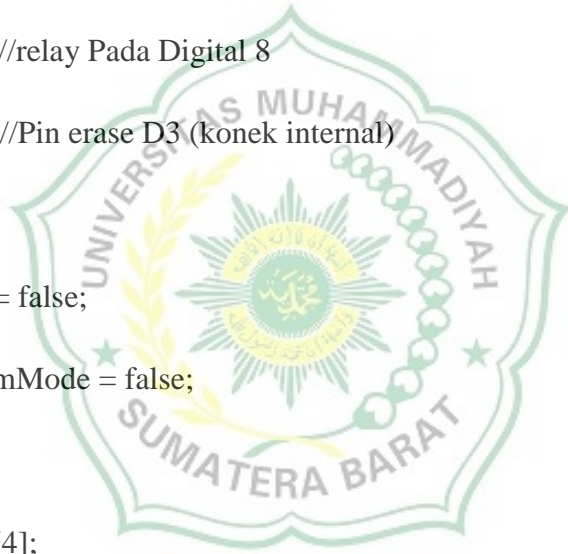 //relay Pada Digital 8
//Pin erase D3 (konek internal)
= false;
mMode = false;
4];
UNIVERSITAS MUHAMMADIYAH
SUMATERA BARAT